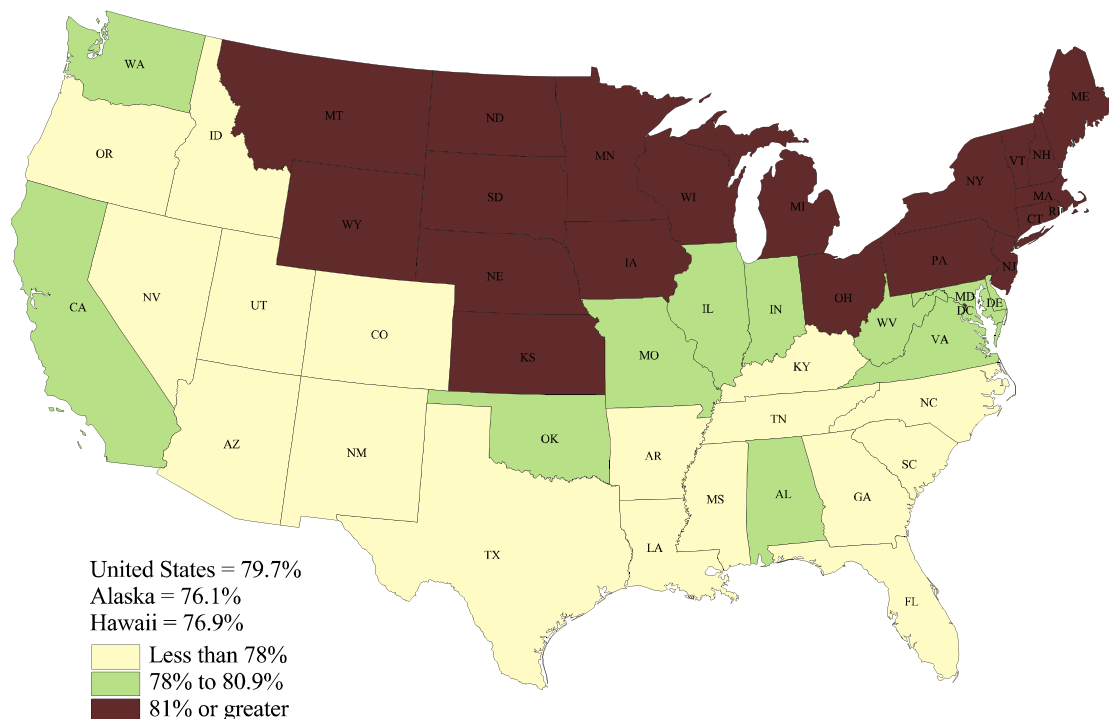 WA
ME
MT
ND
ID
MN
OR
VT
NH
NY
WI
SD
MA
MI
RI
CT
WY
IA
PA
NJ
NE
OH
MD
DE
NV
UT
IL
IN
DC
CA
WV
CO
VA
MO
KS
KY
NC
TN
OK
AZ
NM
AR
SC
MS
AL
GA
LA
TX
FL
United States = 79.7%
Alaska = 76.1%
Hawaii = 76.9%
Less than 78%
78% to 80.9%
81% or greater